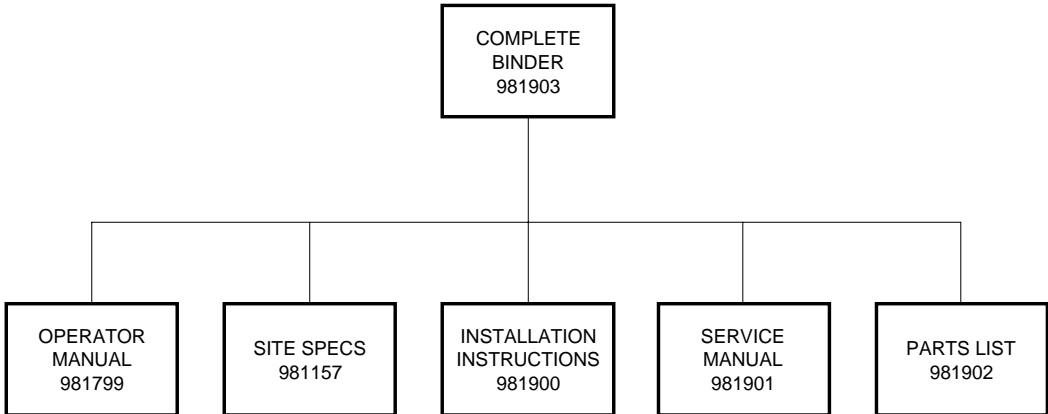 COMPLETE
BINDER
981903
OPERATOR
MANUAL
981799
SITE SPECS
981157
INSTALLATION
INSTRUCTIONS
981900
SERVICE
MANUAL
981901
PARTS LIST
981902